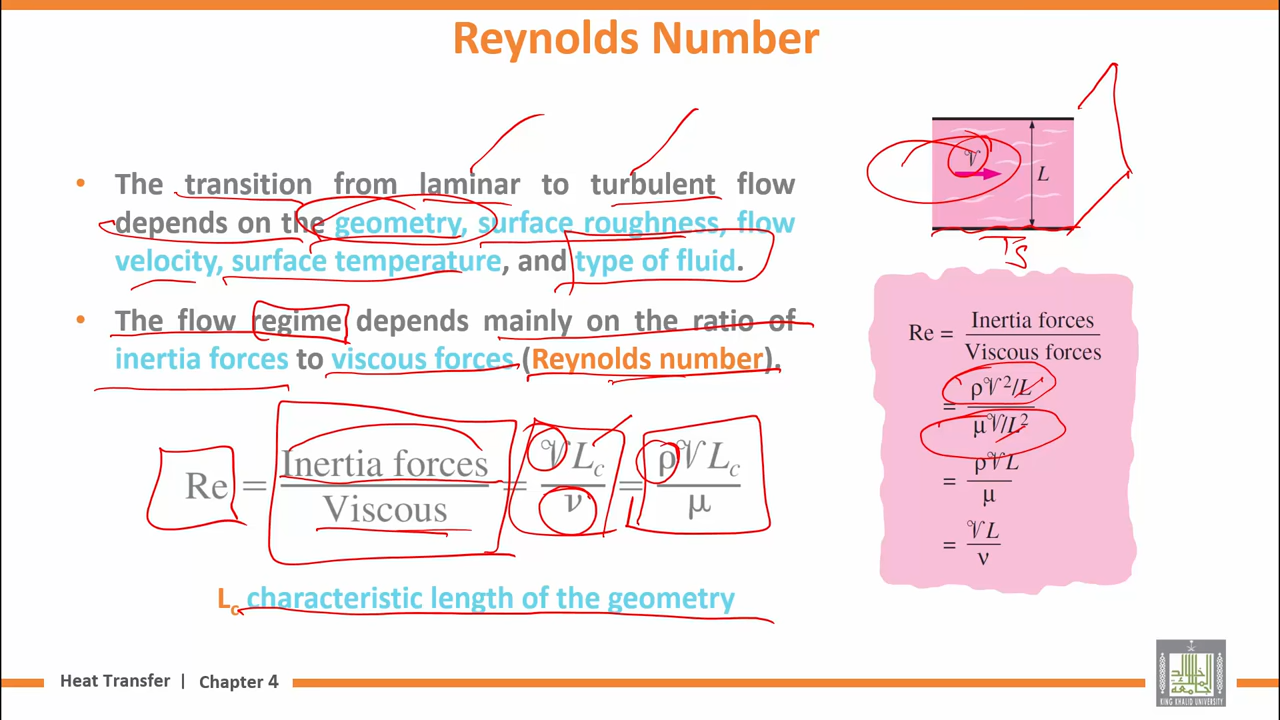 Reynolds Number
• The transition from laminar to turbulent flow
depends on the geometry, surface roughness, flow
velocity, surface temperature, and type of fluid.
• The flow regime depends mainly on the ratio of
inertia forces to viscous forces (Reynolds number).
Re = Inertia forces / Viscous = 𝒱L_c / ν = ρ𝒱L_c / μ
L_c characteristic length of the geometry
𝒱
L
Ts
Re = Inertia forces / Viscous forces
= ρ𝒱²/L / μ𝒱/L²
= ρ𝒱L / μ
= 𝒱L / ν
Heat Transfer | Chapter 4
KING KHALID UNIVERSITY